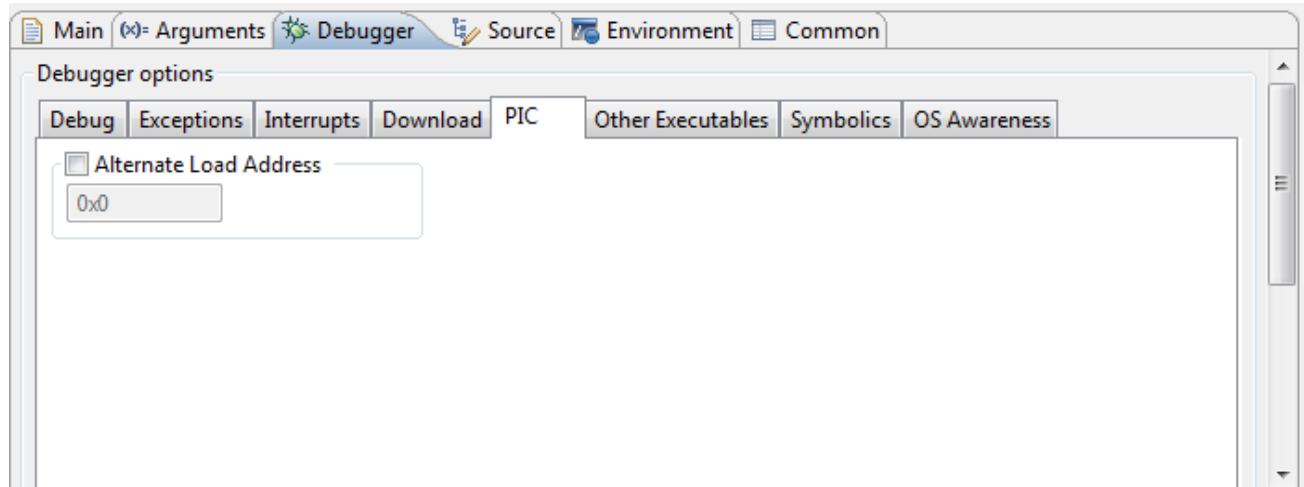 Main (x)= Arguments Debugger Source Environment Common
Debugger options
Debug Exceptions Interrupts Download PIC Other Executables Symbolics OS Awareness
Alternate Load Address
0x0